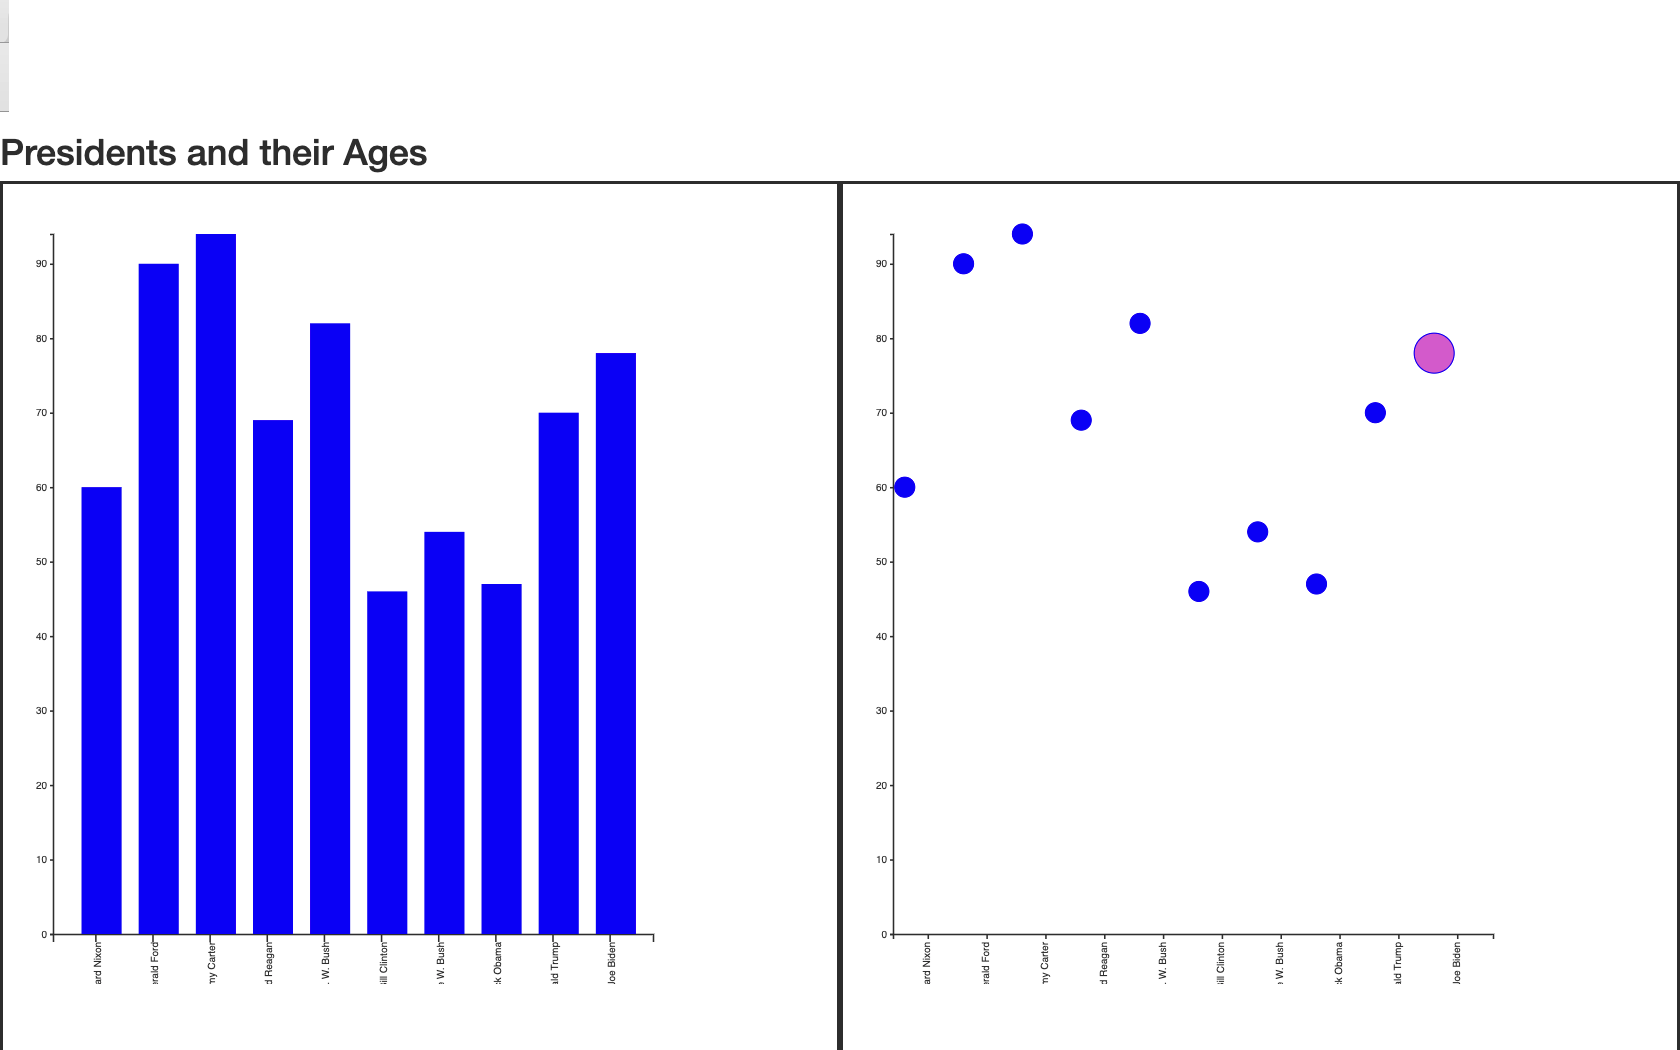 Presidents and their Ages
90
80
70
60
50
40
30
20
10
0
ard Nixon
erald Ford
my Carter
d Reagan
. W. Bush
ill Clinton
e W. Bush
ck Obama
ald Trump
Joe Biden
90
80
70
60
50
40
30
20
10
0
ard Nixon
erald Ford
my Carter
d Reagan
. W. Bush
ill Clinton
e W. Bush
ck Obama
ald Trump
Joe Biden